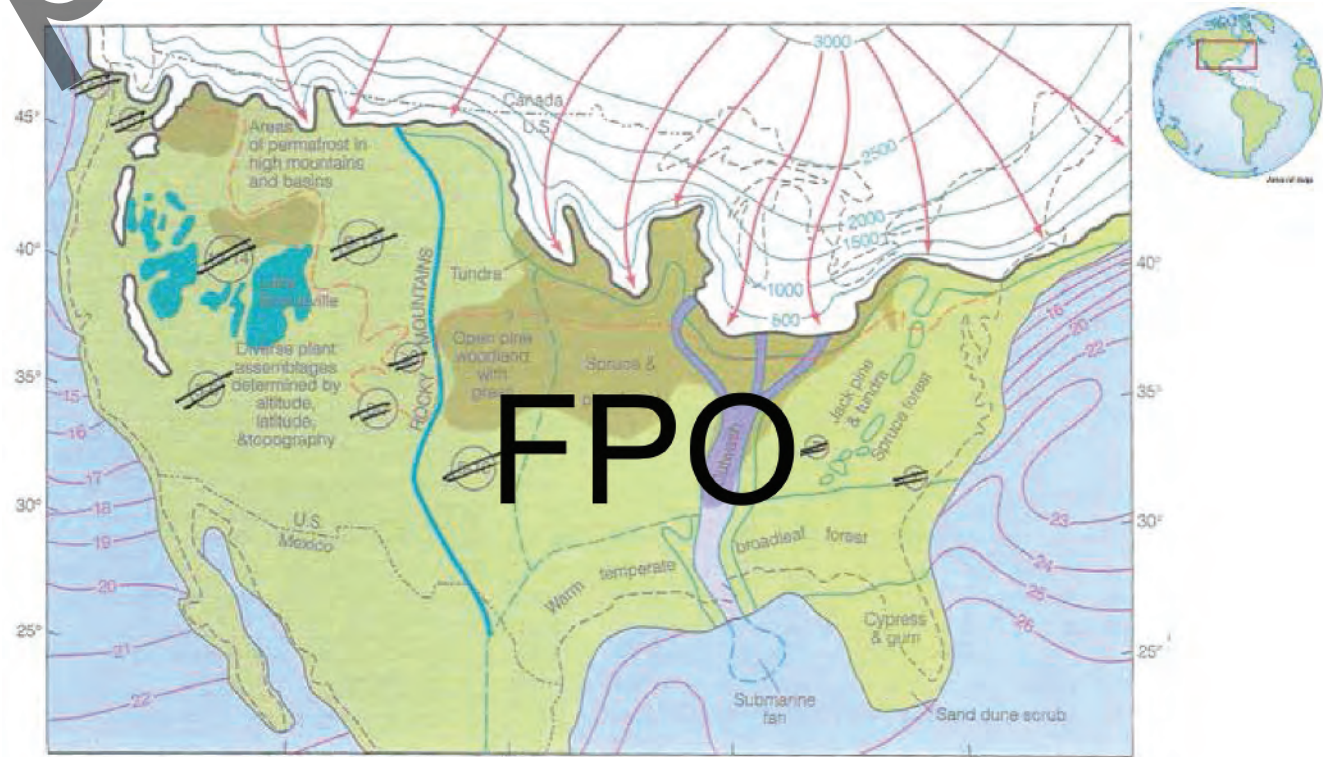 3000
Canada
U.S.
45°
Areas
of permafrost in
high mountains
and basins
2500
2000
1500
1000
500
40°
40°
Tundra
ROCKY MOUNTAINS
Lake
Bonneville
16
20
22
Open pine
woodland
with
Spruce &
Diverse plant
assemblages
determined by
altitude,
latitude,
&topography
35°
35°
15
16
17
18
19
20
21
22
Jack pine
& tundra
Spruce forest
FPO
30°
30°
U.S.
Mexico
23
24
25
26
broadleaf forest
Warm temperate
25°
25°
Cypress
& gum
Submarine
fan
Sand dune scrub